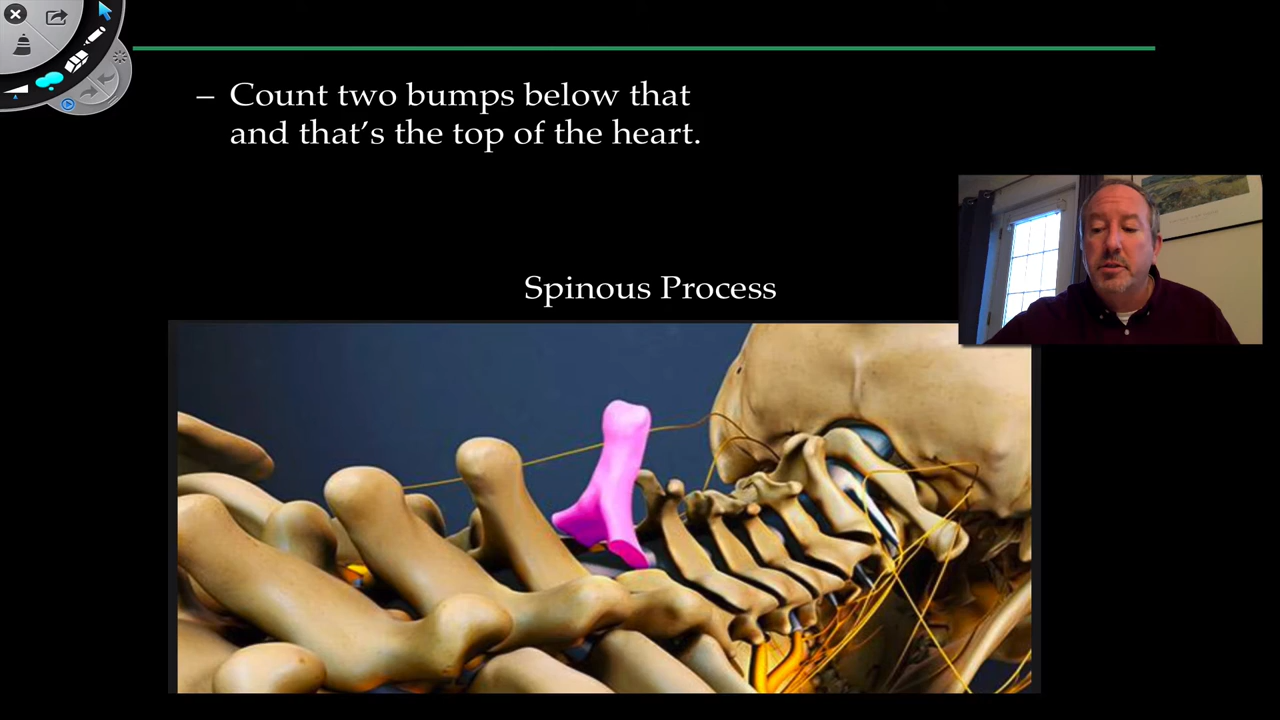 – Count two bumps below that
and that’s the top of the heart.
Spinous Process